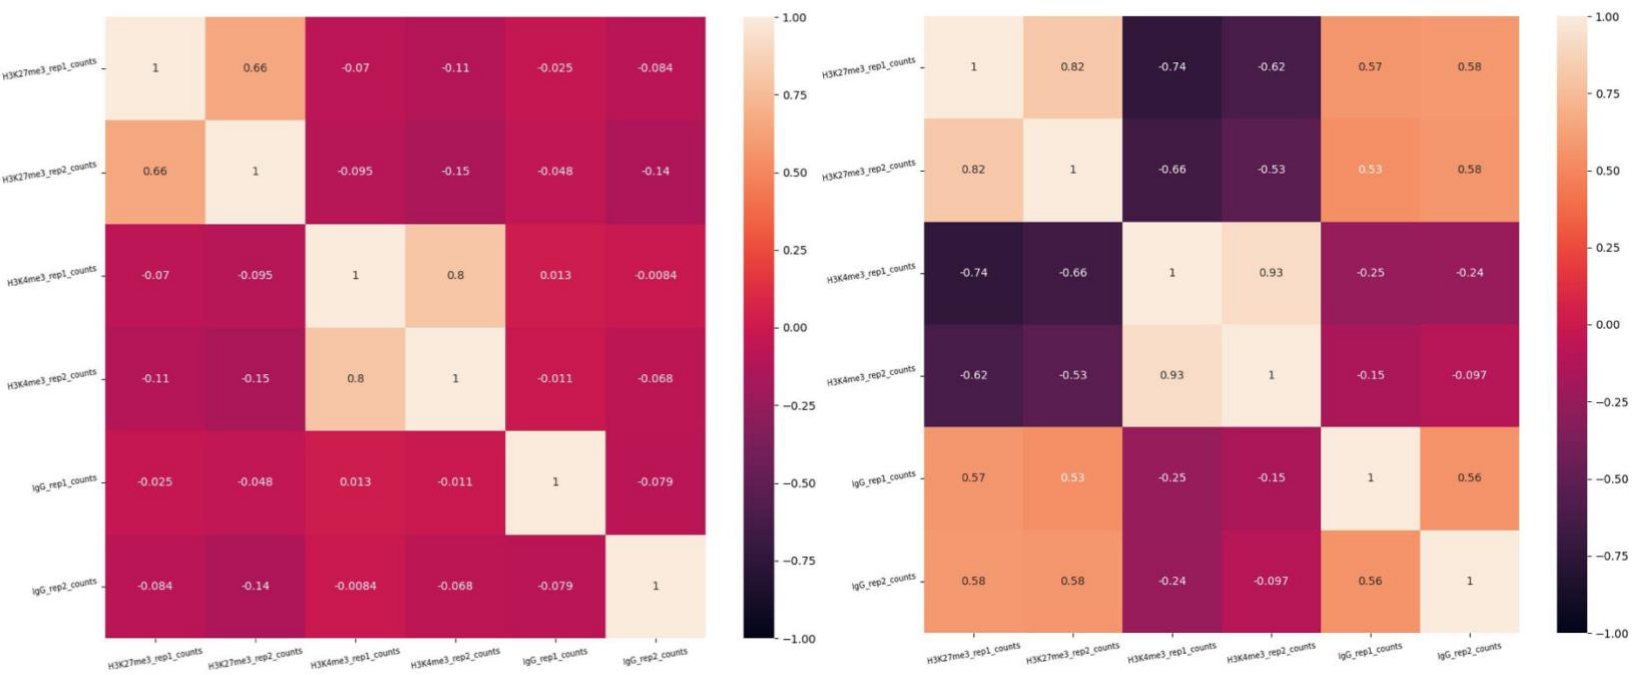 H3K27me3_rep1_counts 1 0.66 -0.07 -0.11 -0.025 -0.084
H3K27me3_rep2_counts 0.66 1 -0.095 -0.15 -0.048 -0.14
H3K4me3_rep1_counts -0.07 -0.095 1 0.8 0.013 -0.0084
H3K4me3_rep2_counts -0.11 -0.15 0.8 1 -0.011 -0.068
IgG_rep1_counts -0.025 -0.048 0.013 -0.011 1 -0.079
IgG_rep2_counts -0.084 -0.14 -0.0084 -0.068 -0.079 1
H3K27me3_rep1_counts H3K27me3_rep2_counts H3K4me3_rep1_counts H3K4me3_rep2_counts IgG_rep1_counts IgG_rep2_counts
1.00
0.75
0.50
0.25
0.00
−0.25
−0.50
−0.75
−1.00
H3K27me3_rep1_counts 1 0.82 -0.74 -0.62 0.57 0.58
H3K27me3_rep2_counts 0.82 1 -0.66 -0.53 0.53 0.58
H3K4me3_rep1_counts -0.74 -0.66 1 0.93 -0.25 -0.24
H3K4me3_rep2_counts -0.62 -0.53 0.93 1 -0.15 -0.097
IgG_rep1_counts 0.57 0.53 -0.25 -0.15 1 0.56
IgG_rep2_counts 0.58 0.58 -0.24 -0.097 0.56 1
H3K27me3_rep1_counts H3K27me3_rep2_counts H3K4me3_rep1_counts H3K4me3_rep2_counts IgG_rep1_counts IgG_rep2_counts
1.00
0.75
0.50
0.25
0.00
−0.25
−0.50
−0.75
−1.00